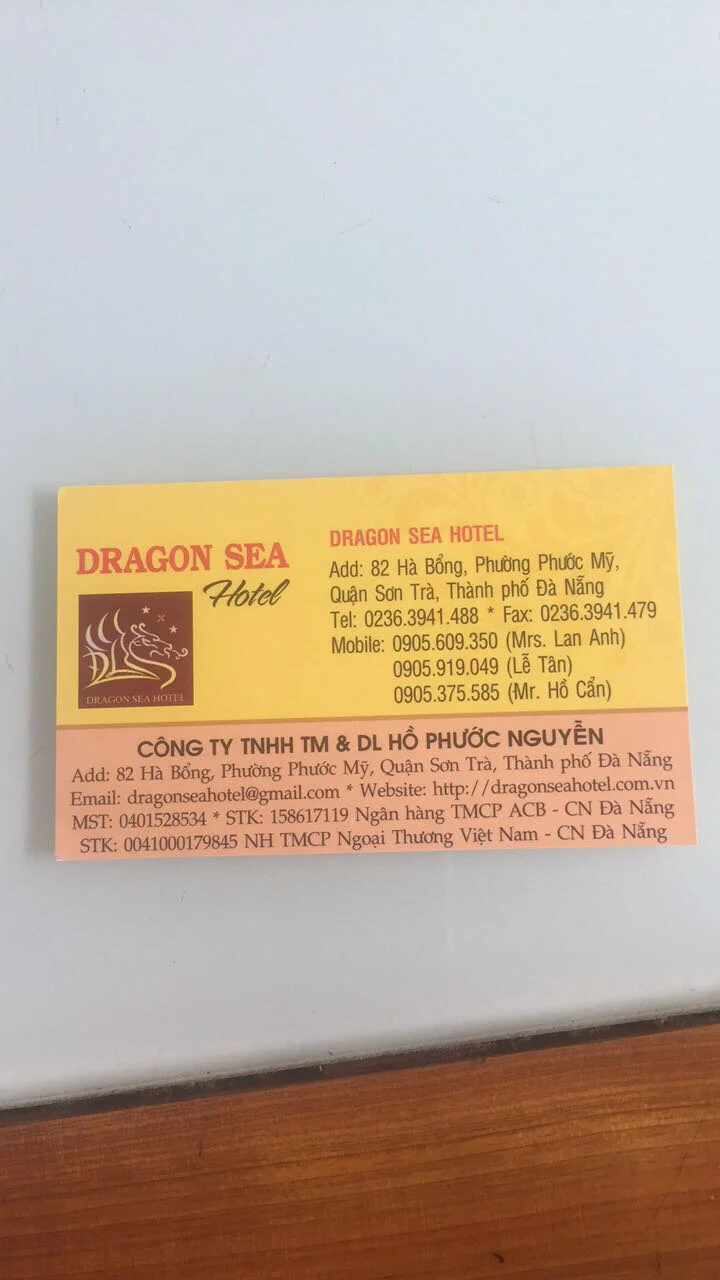 DRAGON SEA
Hotel
DL
DRAGON SEA HOTEL
DRAGON SEA HOTEL
Add: 82 Hà Bổng, Phường Phước Mỹ,
Quận Sơn Trà, Thành phố Đà Nẵng
Tel: 0236.3941.488 * Fax: 0236.3941.479
Mobile: 0905.609.350 (Mrs. Lan Anh)
0905.919.049 (Lễ Tân)
0905.375.585 (Mr. Hồ Cẩn)
CÔNG TY TNHH TM & DL HỒ PHƯỚC NGUYỄN
Add: 82 Hà Bổng, Phường Phước Mỹ, Quận Sơn Trà, Thành phố Đà Nẵng
Email: dragonseahotel@gmail.com * Website: http://dragonseahotel.com.vn
MST: 0401528534 * STK: 158617119 Ngân hàng TMCP ACB - CN Đà Nẵng
STK: 0041000179845 NH TMCP Ngoại Thương Việt Nam - CN Đà Nẵng